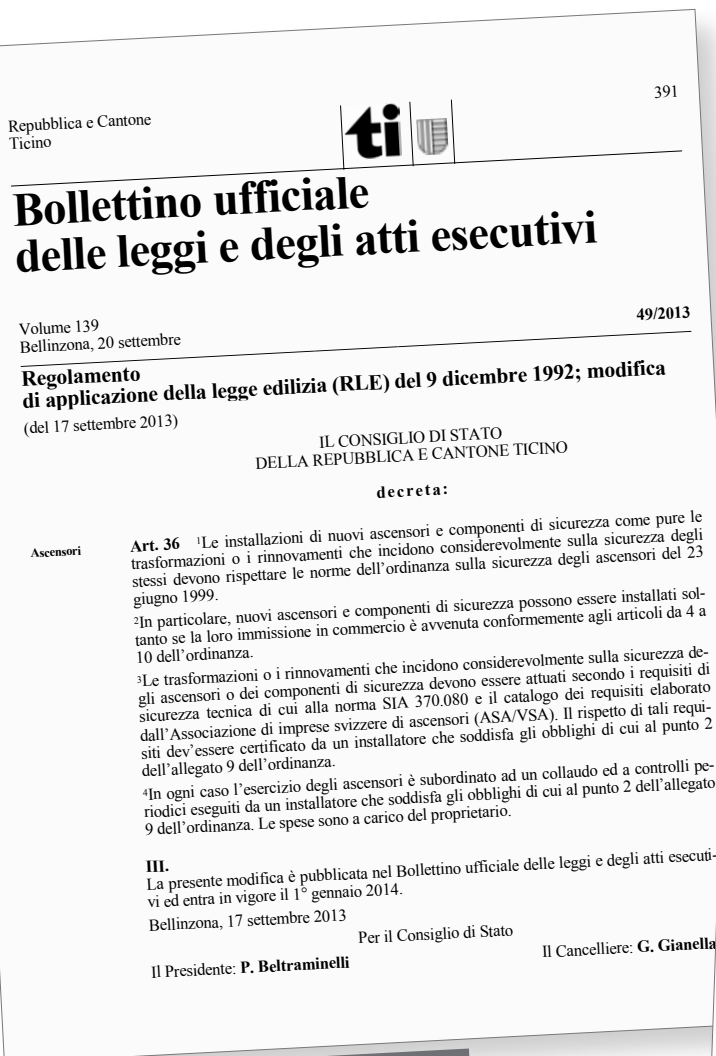 391
Repubblica e Cantone
Ticino
ti
Bollettino ufficiale
delle leggi e degli atti esecutivi
Volume 139
Bellinzona, 20 settembre
49/2013
Regolamento
di applicazione della legge edilizia (RLE) del 9 dicembre 1992; modifica
(del 17 settembre 2013)
IL CONSIGLIO DI STATO
DELLA REPUBBLICA E CANTONE TICINO
decreta:
Ascensori
Art. 36 ¹Le installazioni di nuovi ascensori e componenti di sicurezza come pure le
trasformazioni o i rinnovamenti che incidono considerevolmente sulla sicurezza degli
stessi devono rispettare le norme dell'ordinanza sulla sicurezza degli ascensori del 23
giugno 1999.
²In particolare, nuovi ascensori e componenti di sicurezza possono essere installati sol-
tanto se la loro immissione in commercio è avvenuta conformemente agli articoli da 4 a
10 dell'ordinanza.
³Le trasformazioni o i rinnovamenti che incidono considerevolmente sulla sicurezza de-
gli ascensori o dei componenti di sicurezza devono essere attuati secondo i requisiti di
sicurezza tecnica di cui alla norma SIA 370.080 e il catalogo dei requisiti elaborato
dall'Associazione di imprese svizzere di ascensori (ASA/VSA). Il rispetto di tali requi-
siti dev'essere certificato da un installatore che soddisfa gli obblighi di cui al punto 2
dell'allegato 9 dell'ordinanza.
⁴In ogni caso l'esercizio degli ascensori è subordinato ad un collaudo ed a controlli pe-
riodici eseguiti da un installatore che soddisfa gli obblighi di cui al punto 2 dell'allegato
9 dell'ordinanza. Le spese sono a carico del proprietario.
III.
La presente modifica è pubblicata nel Bollettino ufficiale delle leggi e degli atti esecuti-
vi ed entra in vigore il 1° gennaio 2014.
Bellinzona, 17 settembre 2013
Per il Consiglio di Stato
Il Presidente: P. Beltraminelli
Il Cancelliere: G. Gianella